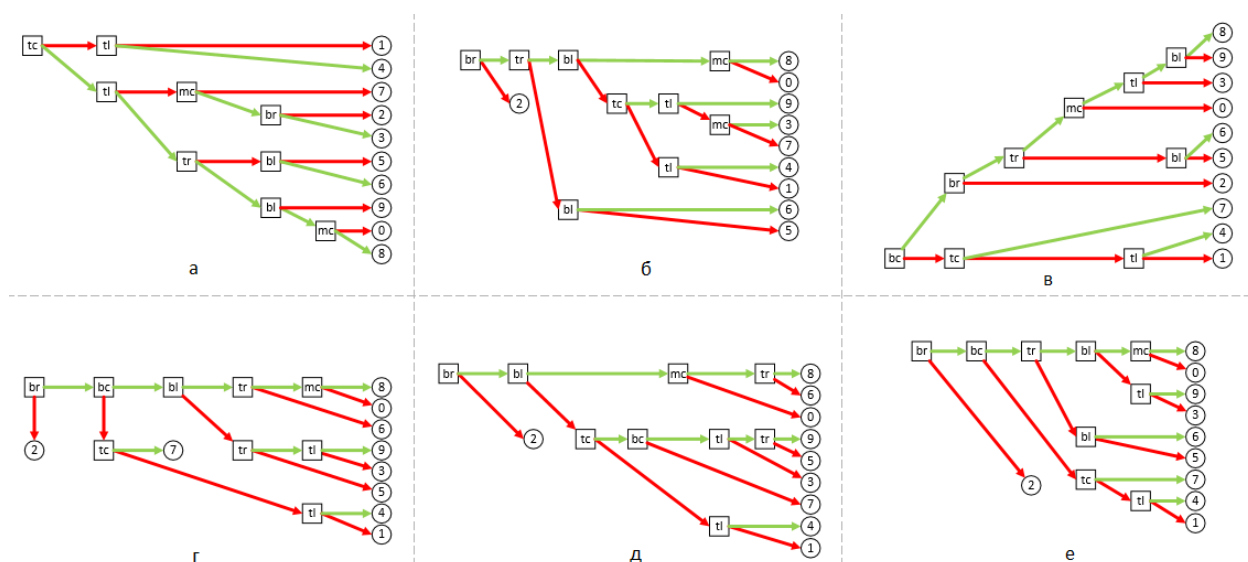 tc tl 1
4
tl mc 7
br 2
3
tr bl 5
6
bl 9
mc 0
8
а
br tr bl mc 8
0
2 tc tl 9
mc 3
7
tl 4
1
bl 6
5
б
8
bl 9
tl 3
mc 0
6
tr bl 5
br 2
7
4
bc tc tl 1
в
br bc bl tr mc 8
0
6
2 tc 7 tr tl 9
3
5
tl 4
1
г
br bl mc tr 8
6
0
2 tc bc tl tr 9
5
3
7
tl 4
1
д
br bc tr bl mc 8
0
tl 9
3
bl 6
5
2 tc 7
tl 4
1
е